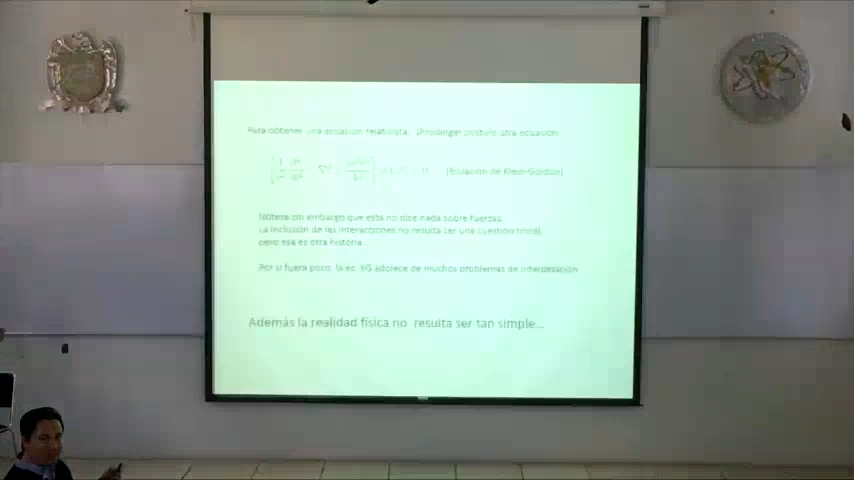 Para obtener una ecuación relativista, Shrodinger postuló otra ecuación
[Ecuación de Klein-Gordon]
Nótese sin embargo que esta no dice nada sobre fuerzas.
La inclusión de las interacciones no resulta ser una cuestión trivial,
pero esa es otra historia...
Por si fuera poco, la ec. KG adolece de muchos problemas de interpretación
Además la realidad física no resulta ser tan simple...